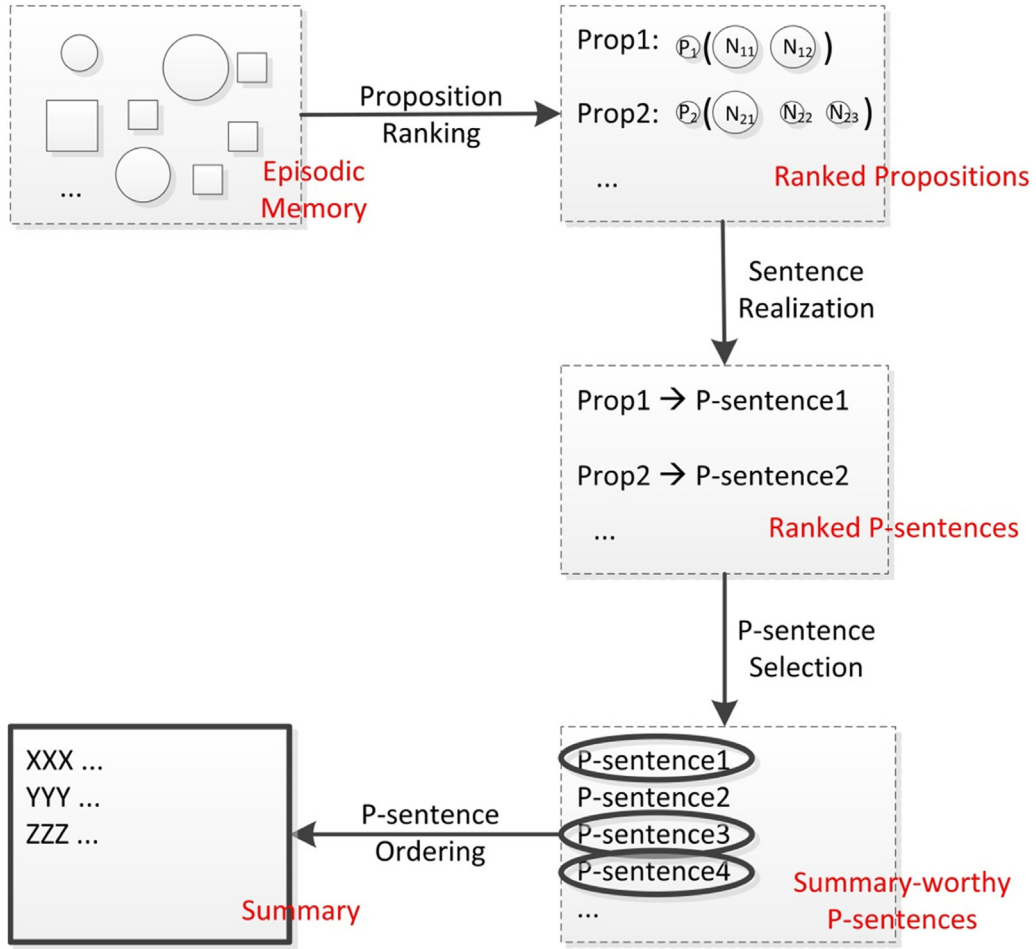 ...
Episodic
Memory
Proposition
Ranking
Prop1: P₁(N₁₁ N₁₂)
Prop2: P₂(N₂₁ N₂₂ N₂₃)
...
Ranked Propositions
Sentence
Realization
Prop1 → P-sentence1
Prop2 → P-sentence2
...
Ranked P-sentences
P-sentence
Selection
P-sentence1
P-sentence2
P-sentence3
P-sentence4
...
Summary-worthy
P-sentences
P-sentence
Ordering
XXX ...
YYY ...
ZZZ ...
Summary